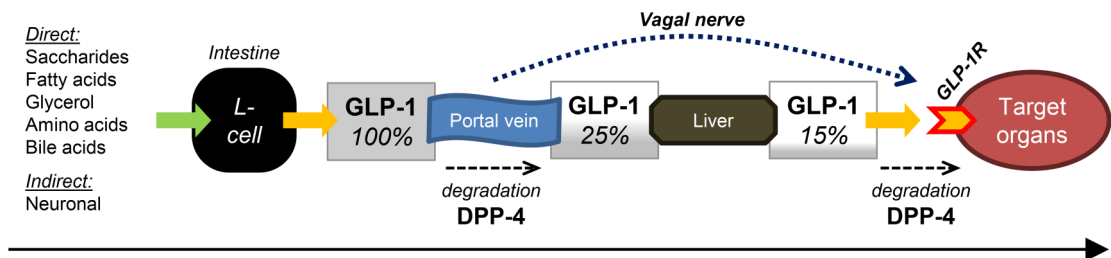 Direct:
Saccharides
Fatty acids
Glycerol
Amino acids
Bile acids
Indirect:
Neuronal
Intestine
L-
cell
GLP-1
100%
Portal vein
degradation
DPP-4
Vagal nerve
GLP-1
25%
Liver
GLP-1
15%
degradation
DPP-4
GLP-1R
Target
organs